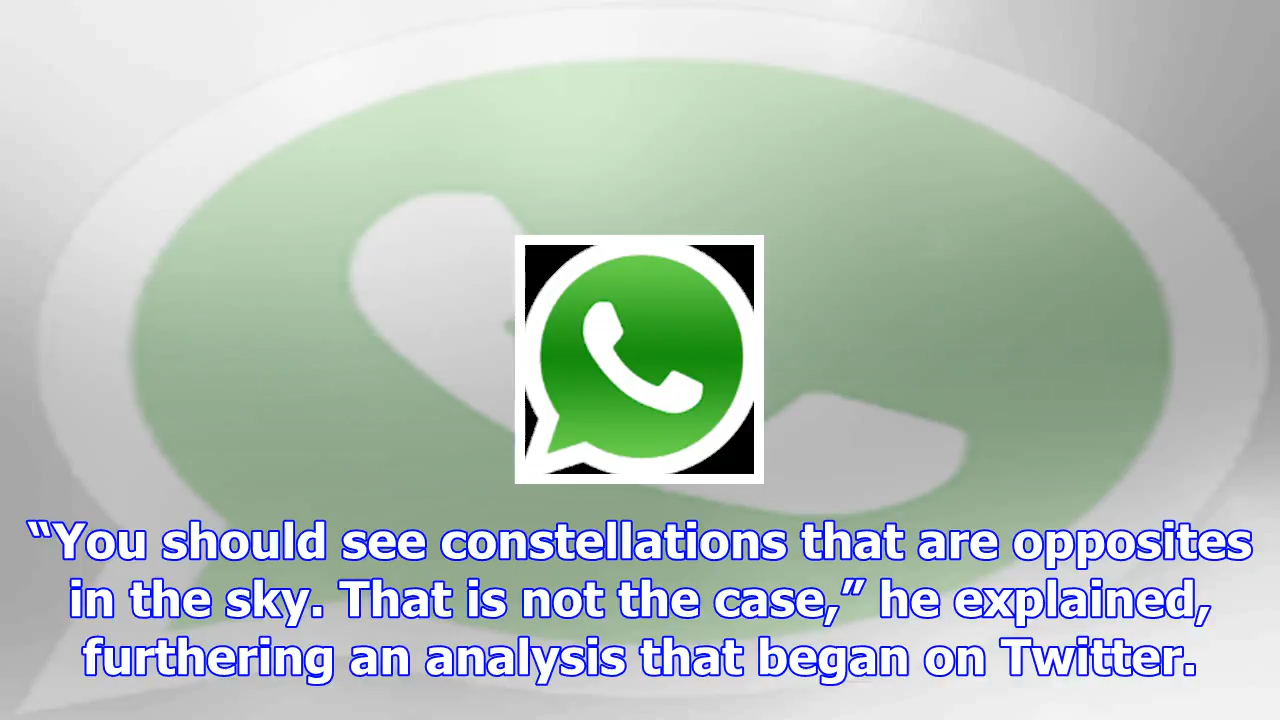 “You should see constellations that are opposites
in the sky. That is not the case,” he explained,
furthering an analysis that began on Twitter.